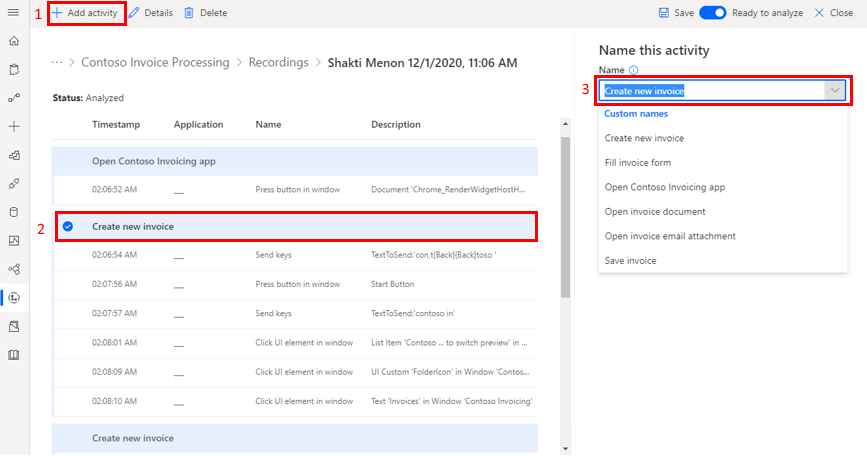 1 Add activity Details Delete Save Ready to analyze Close
... > Contoso Invoice Processing > Recordings > Shakti Menon 12/1/2020, 11:06 AM
Status: Analyzed
Timestamp Application Name Description
Open Contoso Invoicing app
02:06:52 AM __ Press button in window Document 'Chrome_RenderWidgetHostH...
2 Create new invoice
02:06:54 AM __ Send keys TextToSend:'con,t{Back}{Back}toso '
02:07:56 AM __ Press button in window Start Button
02:07:57 AM __ Send keys TextToSend:'contoso in'
02:08:01 AM __ Click UI element in window List Item 'Contoso ... to switch preview' in ...
02:08:09 AM __ Click UI element in window UI Custom 'FolderIcon' in Window 'Contos...
02:08:10 AM __ Click UI element in window Text 'Invoices' in Window 'Contoso Invoicing'
Create new invoice
Name this activity
Name
3 Create new invoice
Custom names
Create new invoice
Fill invoice form
Open Contoso Invoicing app
Open invoice document
Open invoice email attachment
Save invoice